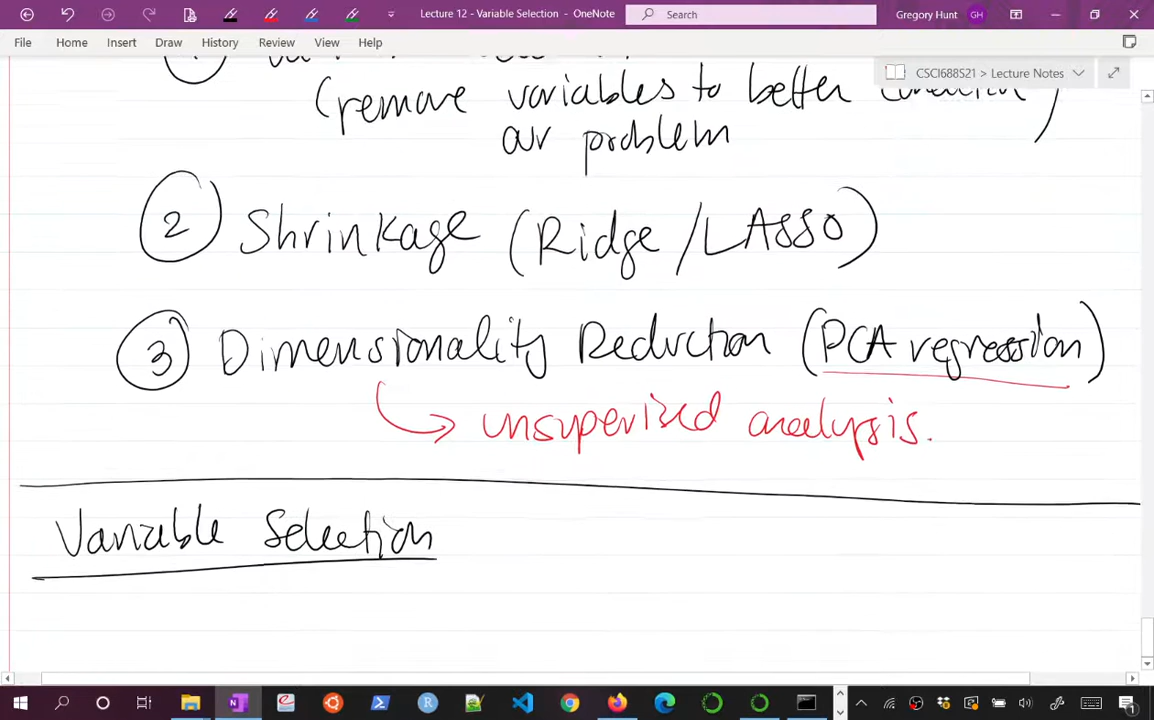 Lecture 12 - Variable Selection - OneNote
Search
Gregory Hunt GH
File Home Insert Draw History Review View Help
CSCI688S21 > Lecture Notes
(remove variables to better condition)
our problem
2 Shrinkage (Ridge/LASSO)
3 Dimensionality Reduction (PCA regression)
unsupervised analysis.
Variable Selection